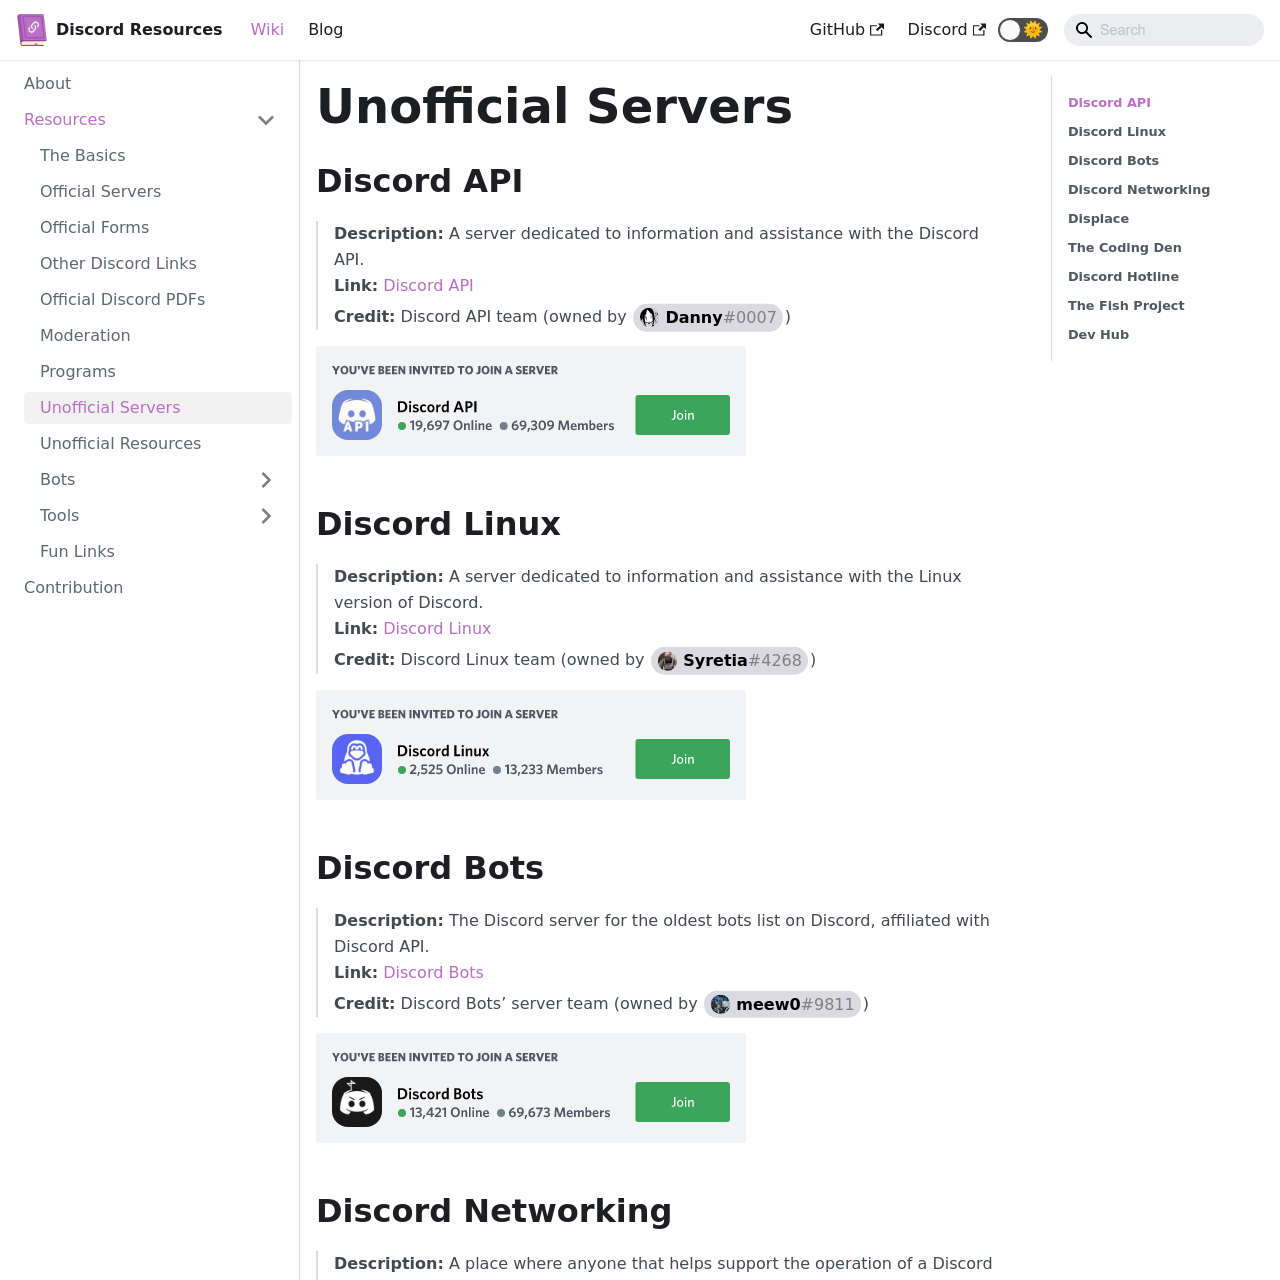 Discord Resources
Wiki
Blog
GitHub
Discord
Search
About
Resources
The Basics
Official Servers
Official Forms
Other Discord Links
Official Discord PDFs
Moderation
Programs
Unofficial Servers
Unofficial Resources
Bots
Tools
Fun Links
Contribution
Unofficial Servers
Discord API
Description: A server dedicated to information and assistance with the Discord
API.
Link: Discord API
Credit: Discord API team (owned by Danny#0007)
YOU'VE BEEN INVITED TO JOIN A SERVER
API
Discord API
19,697 Online 69,309 Members
Join
Discord Linux
Description: A server dedicated to information and assistance with the Linux
version of Discord.
Link: Discord Linux
Credit: Discord Linux team (owned by Syretia#4268)
YOU'VE BEEN INVITED TO JOIN A SERVER
Discord Linux
2,525 Online 13,233 Members
Join
Discord Bots
Description: The Discord server for the oldest bots list on Discord, affiliated with
Discord API.
Link: Discord Bots
Credit: Discord Bots’ server team (owned by meew0#9811)
YOU'VE BEEN INVITED TO JOIN A SERVER
Discord Bots
13,421 Online 69,673 Members
Join
Discord Networking
Description: A place where anyone that helps support the operation of a Discord
Discord API
Discord Linux
Discord Bots
Discord Networking
Displace
The Coding Den
Discord Hotline
The Fish Project
Dev Hub